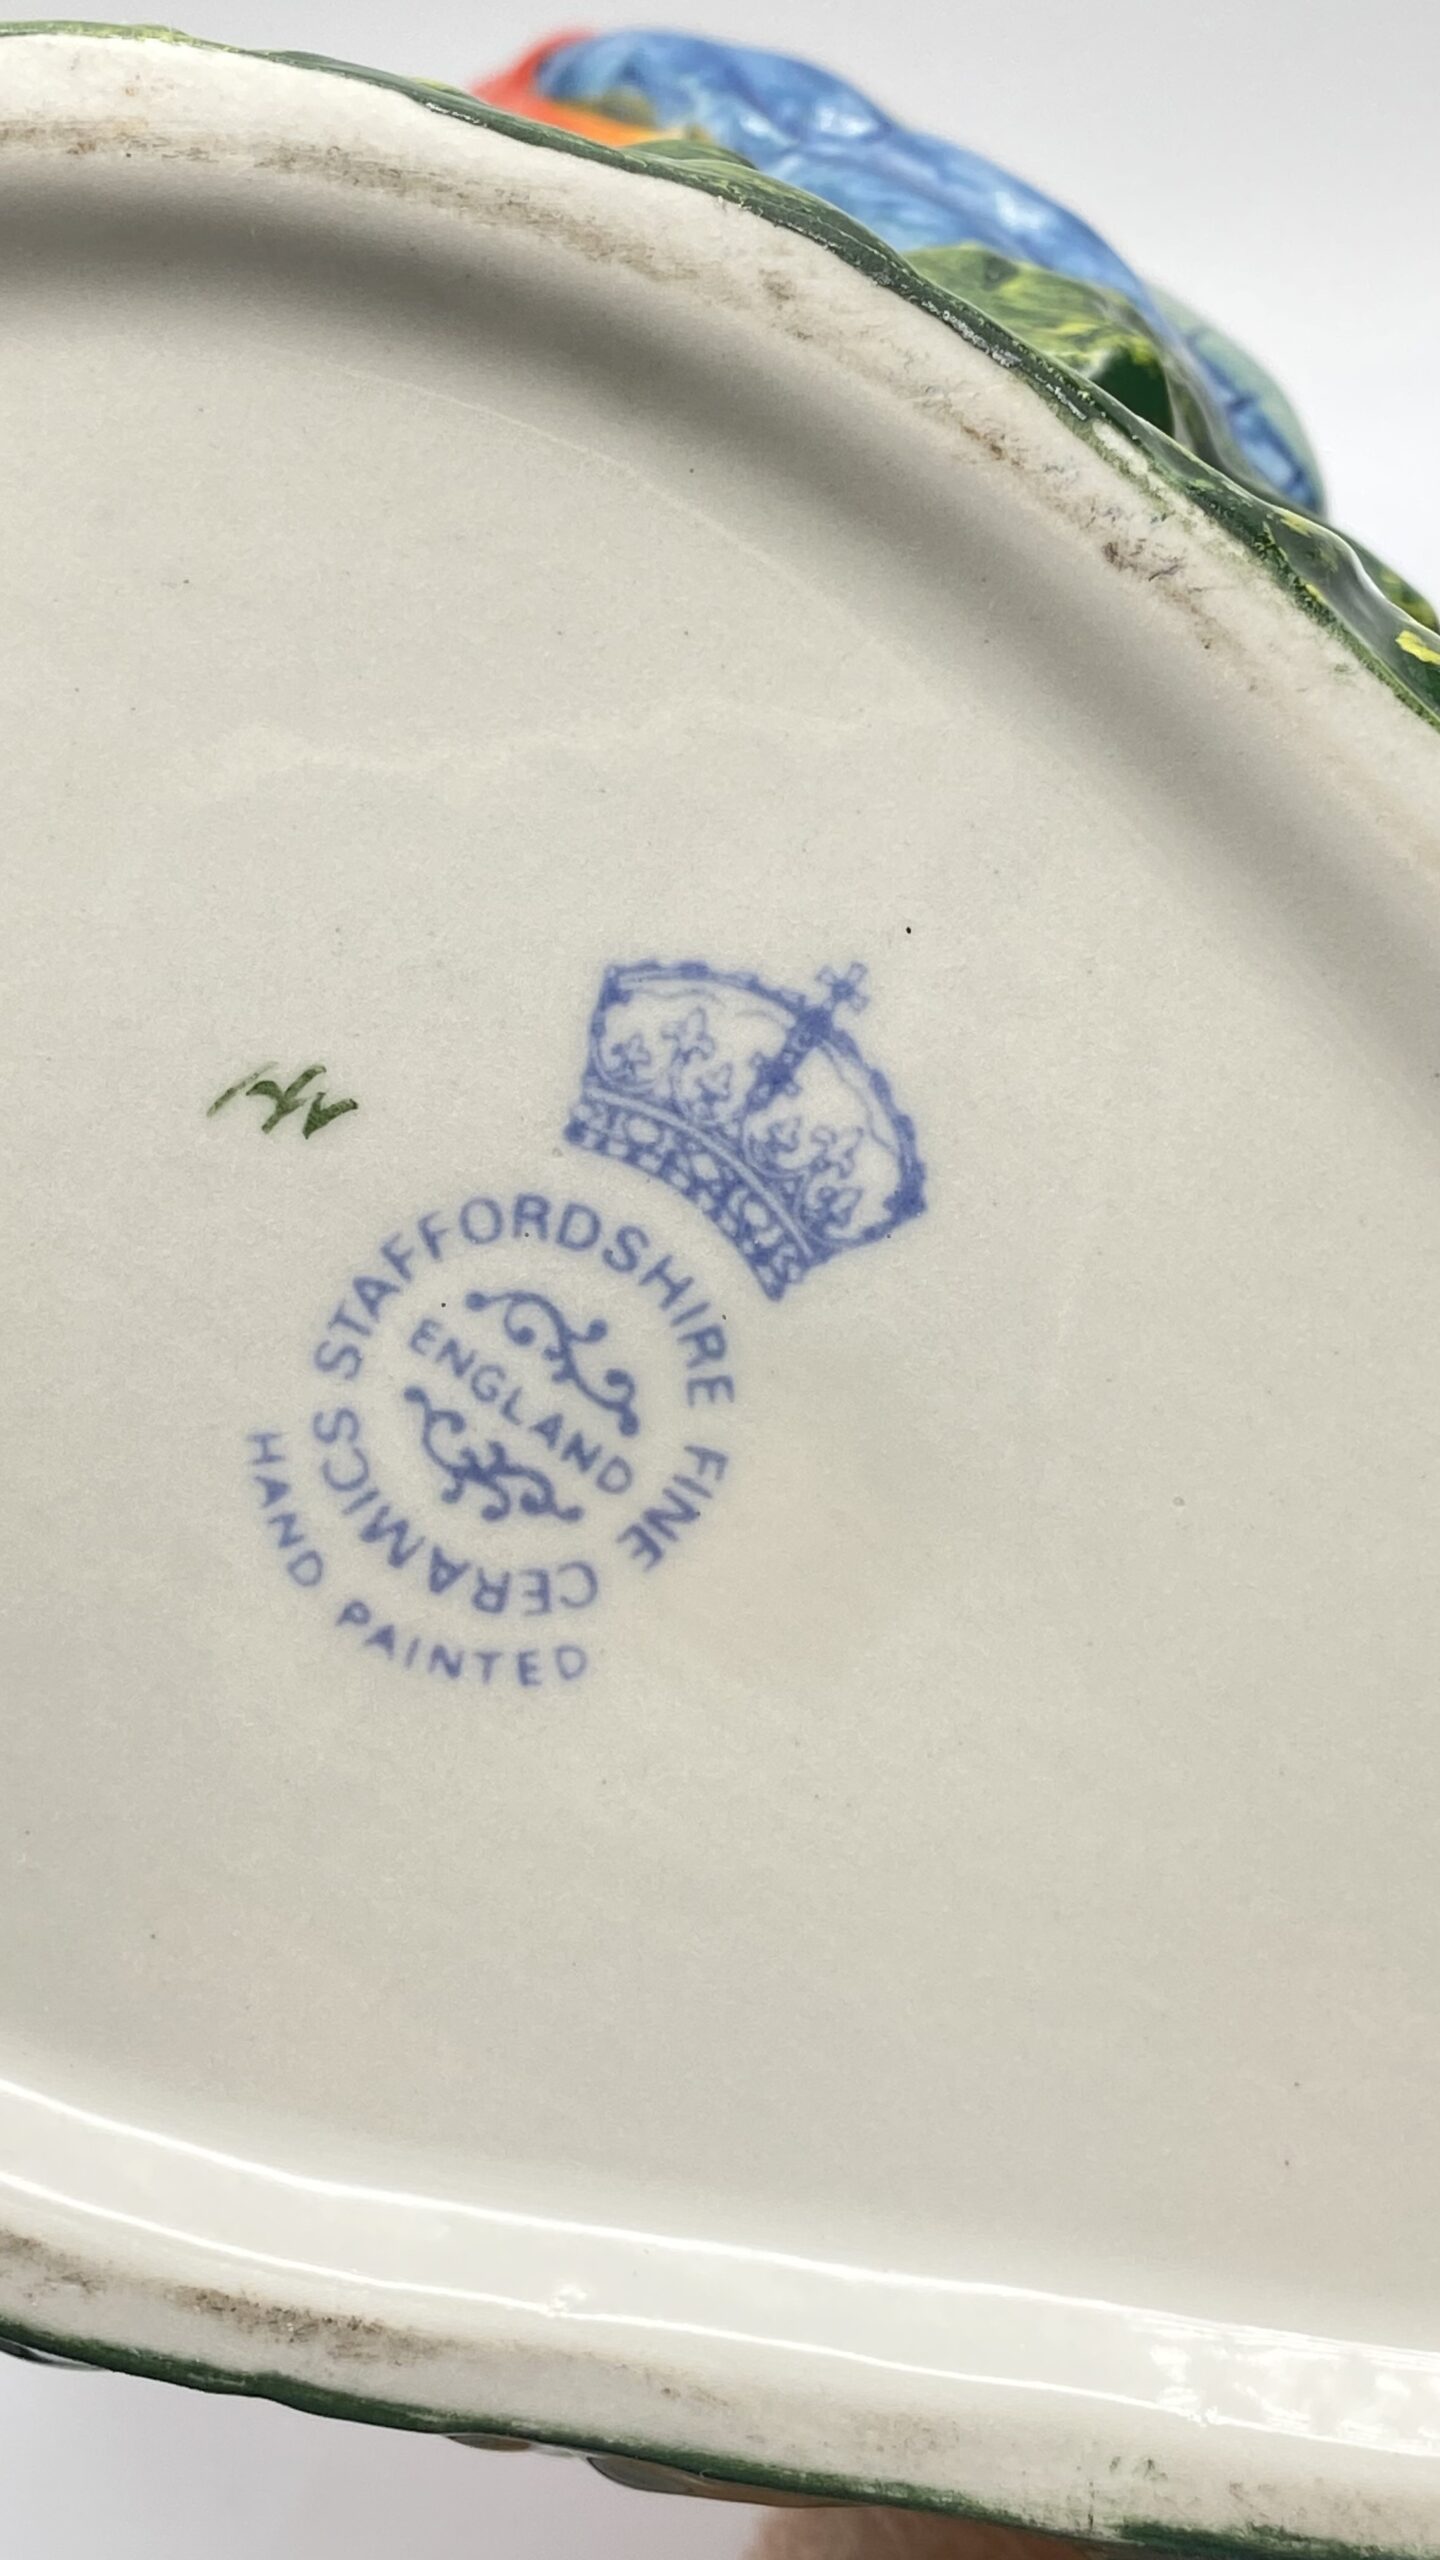 STAFFORDSHIRE FINE CERAMICS
ENGLAND
HAND PAINTED